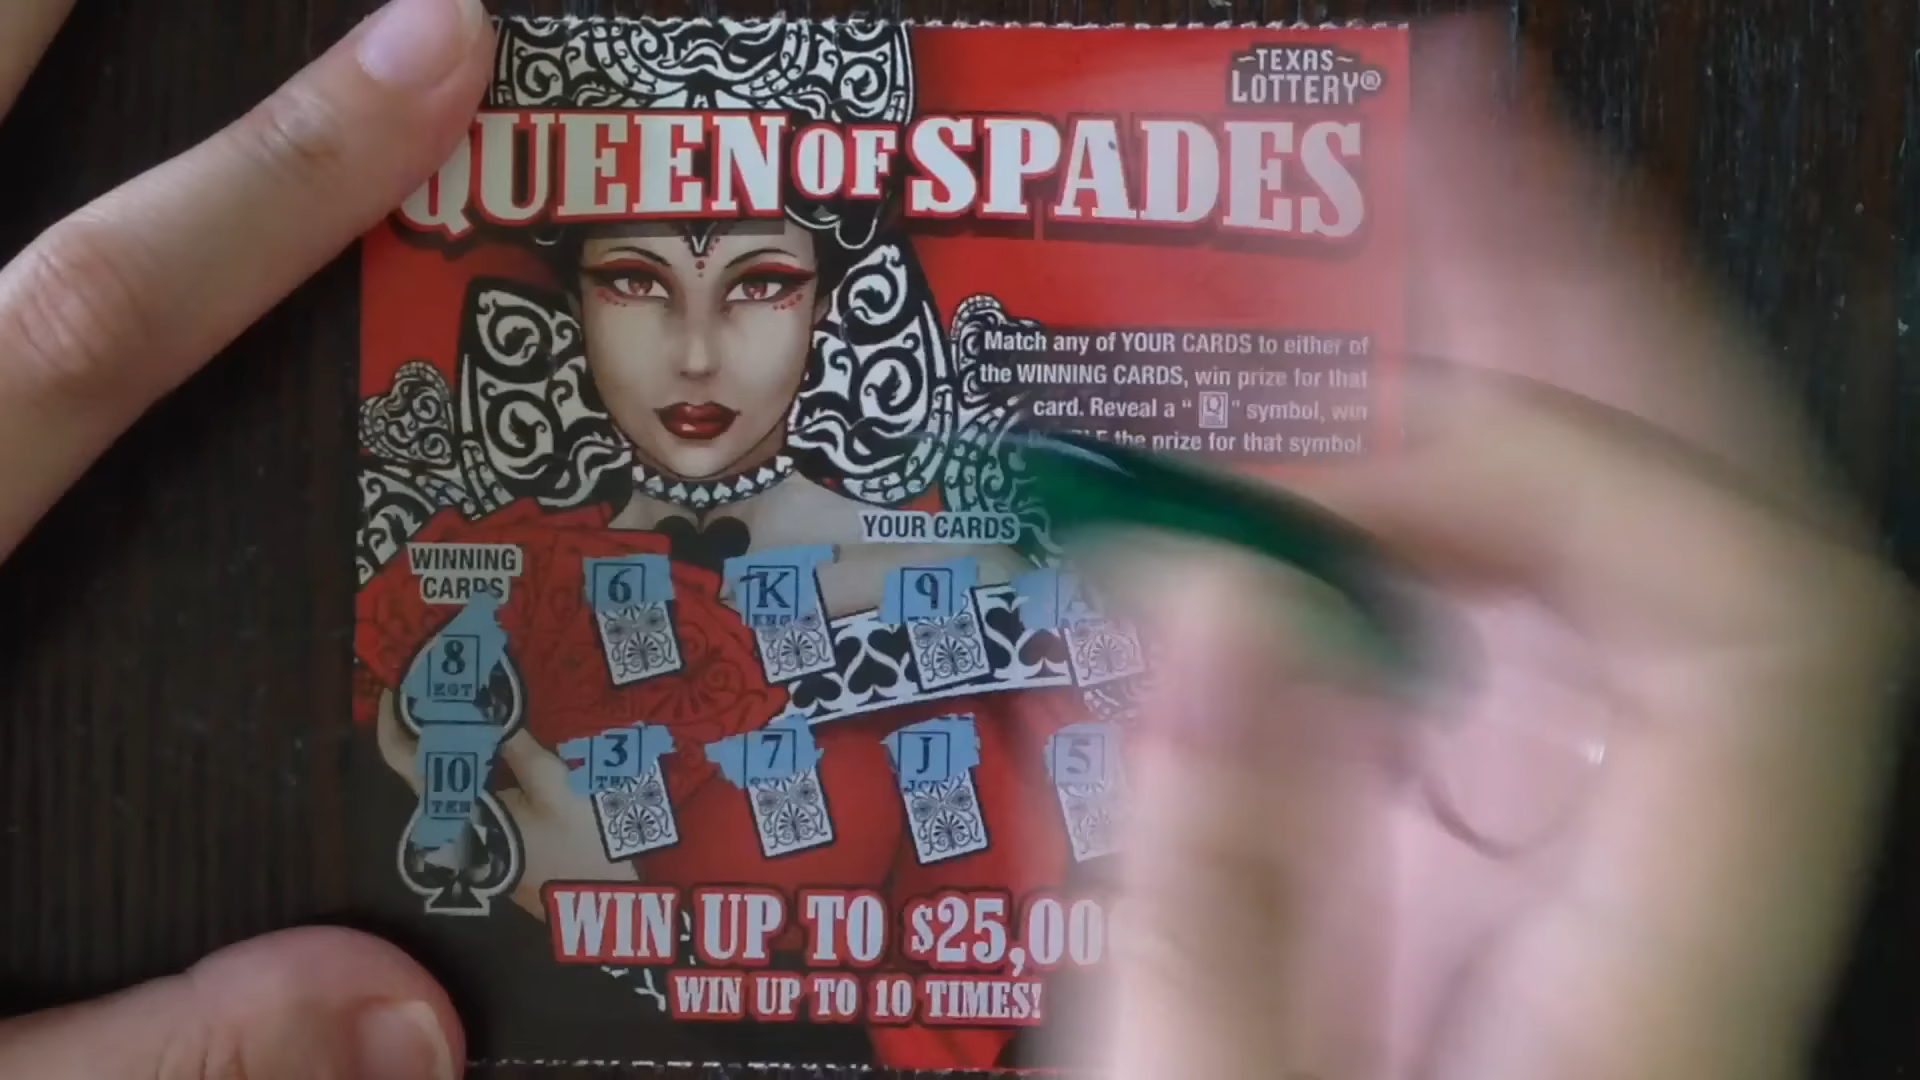 ~TEXAS~
LOTTERY®
QUEEN OF SPADES
Match any of YOUR CARDS to either of
the WINNING CARDS, win prize for that
card. Reveal a " Q " symbol, win
the prize for that symbol.
YOUR CARDS
WINNING
CARDS
6 K 9 A
8
EGT
3 7 J 5
10
TEN
WIN UP TO $25,00
WIN UP TO 10 TIMES!